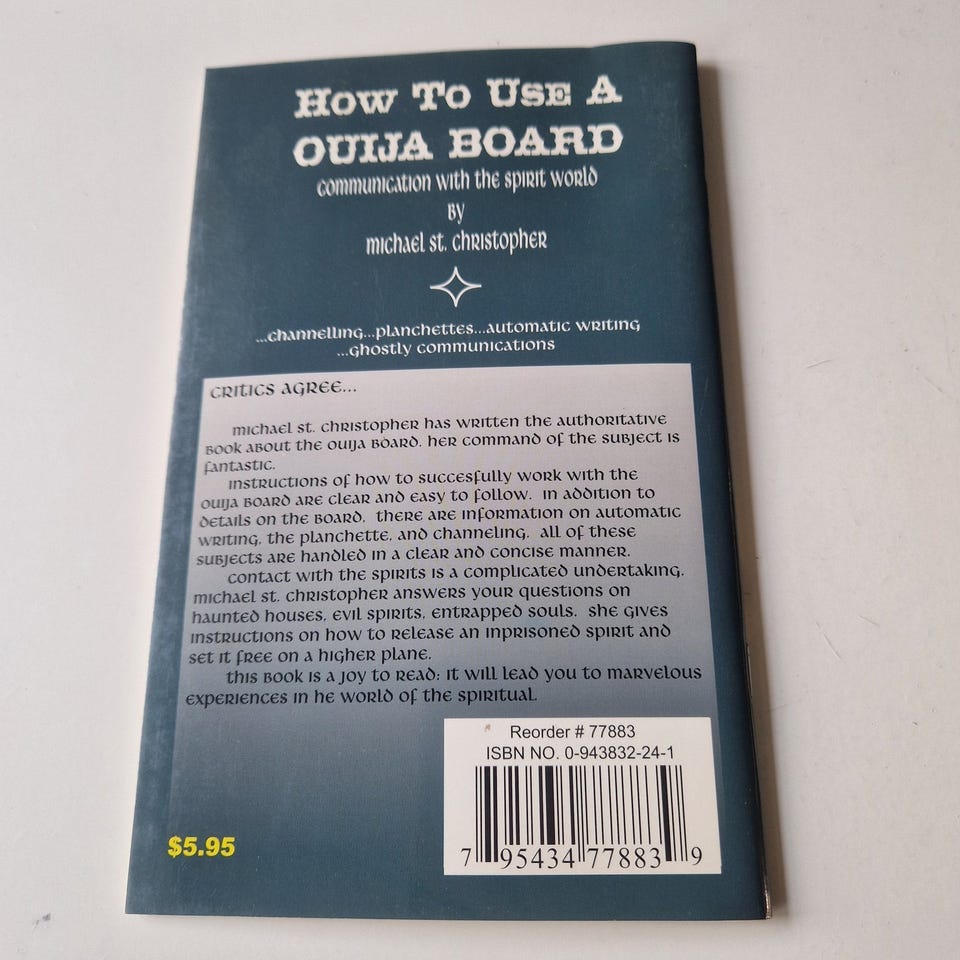 How To Use A
OUIJA BOARD
communication with the spirit world
by
michael st. christopher
...channelling...planchettes...automatic writing
...ghostly communications
critics agree...
michael st. christopher has written the authoritative
book about the ouija board. her command of the subject is
fantastic.
instructions of how to succesfully work with the
ouija board are clear and easy to follow. in addition to
details on the board, there are information on automatic
writing, the planchette, and channeling. all of these
subjects are handled in a clear and concise manner.
contact with the spirits is a complicated undertaking.
michael st. christopher answers your questions on
haunted houses, evil spirits, entrapped souls. she gives
instructions on how to release an inprisoned spirit and
set it free on a higher plane.
this book is a joy to read: it will lead you to marvelous
experiences in he world of the spiritual.
Reorder # 77883
ISBN NO. 0-943832-24-1
7 95434 77883 9
$5.95